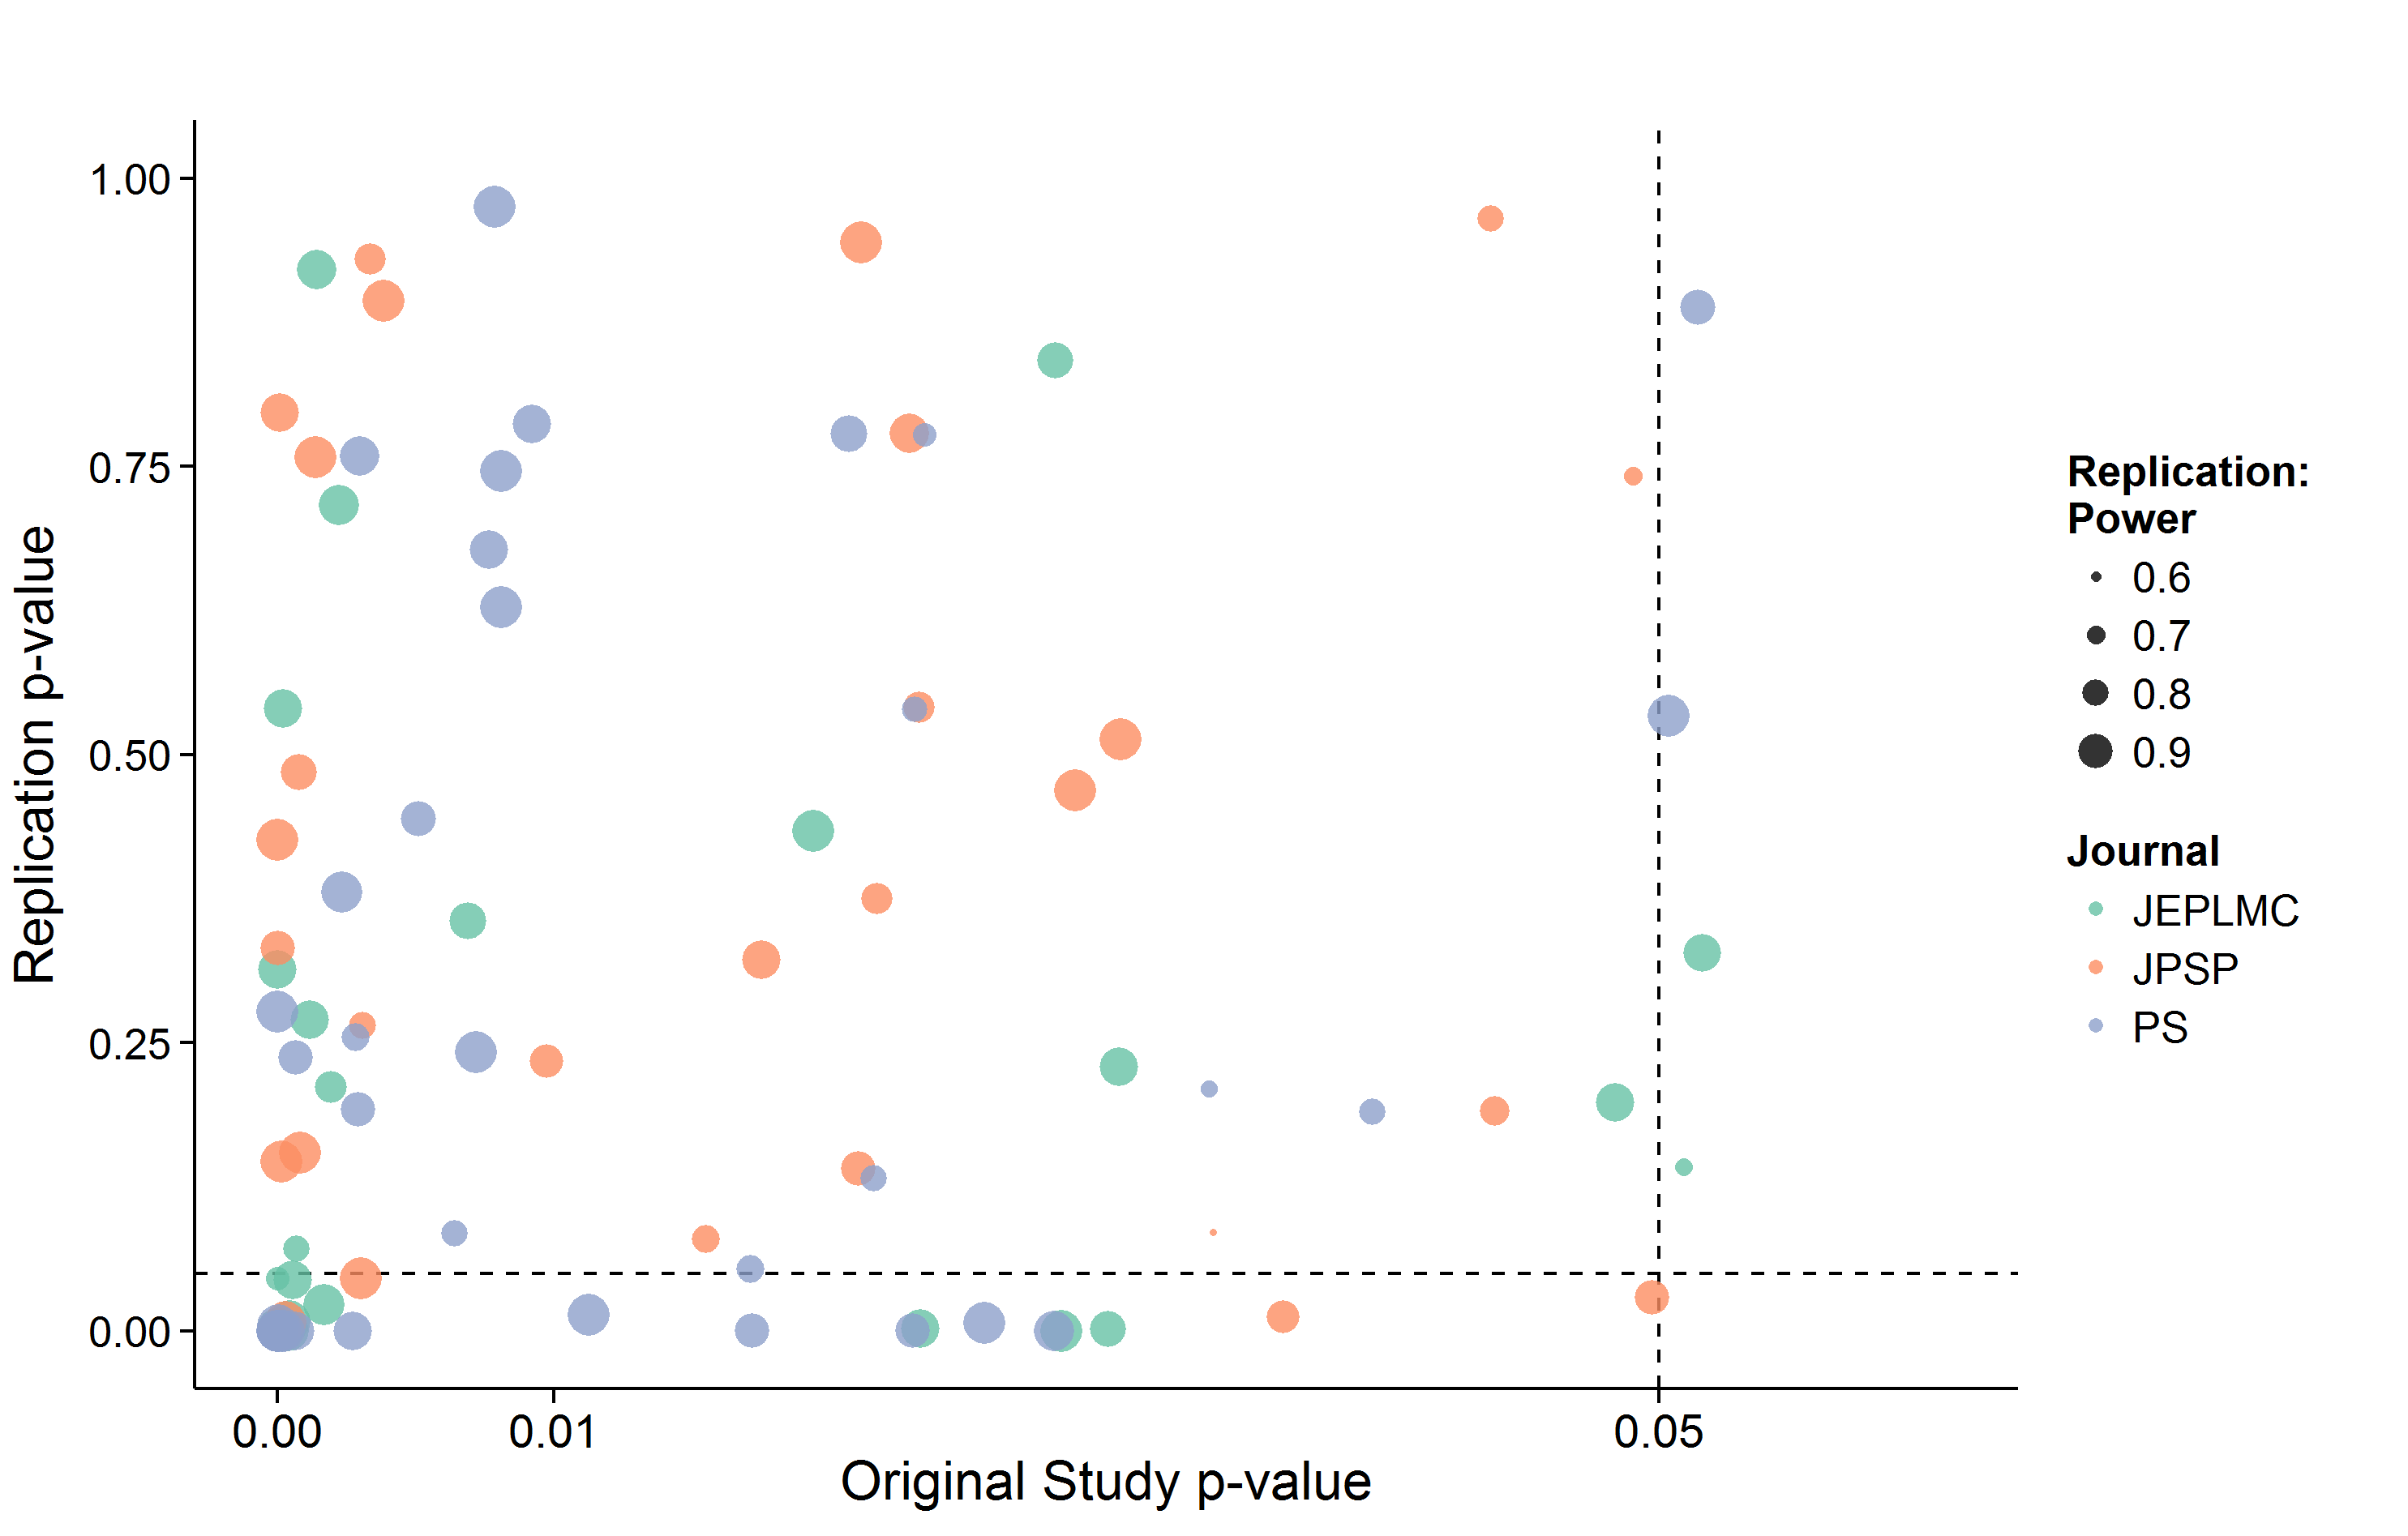 1.00
0.75
0.50
0.25
0.00
Replication p-value
0.00
0.01
0.05
Original Study p-value
Replication:
Power
0.6
0.7
0.8
0.9
Journal
JEPLMC
JPSP
PS